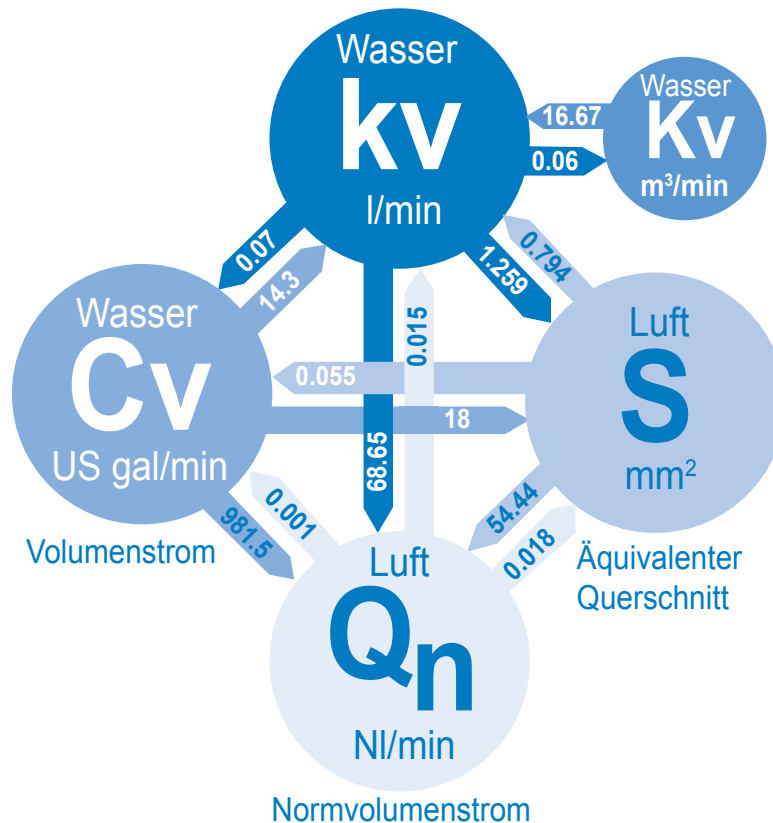 Wasser
kv
l/min
Wasser
Kv
m³/min
16.67
0.06
0.07
14.3
1.259
0.794
Wasser
Cv
US gal/min
Volumenstrom
0.055
18
68.65
0.015
Luft
S
mm²
Äquivalenter
Querschnitt
981.5
0.001
54.44
0.018
Luft
Qn
Nl/min
Normvolumenstrom